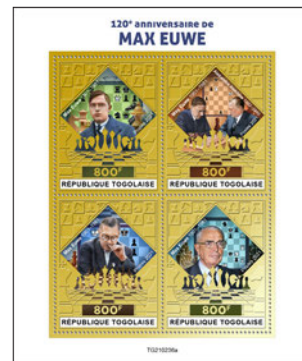 120e anniversaire de
MAX EUWE
800F
800F
RÉPUBLIQUE TOGOLAISE
RÉPUBLIQUE TOGOLAISE
800F
800F
RÉPUBLIQUE TOGOLAISE
RÉPUBLIQUE TOGOLAISE
TG210236a